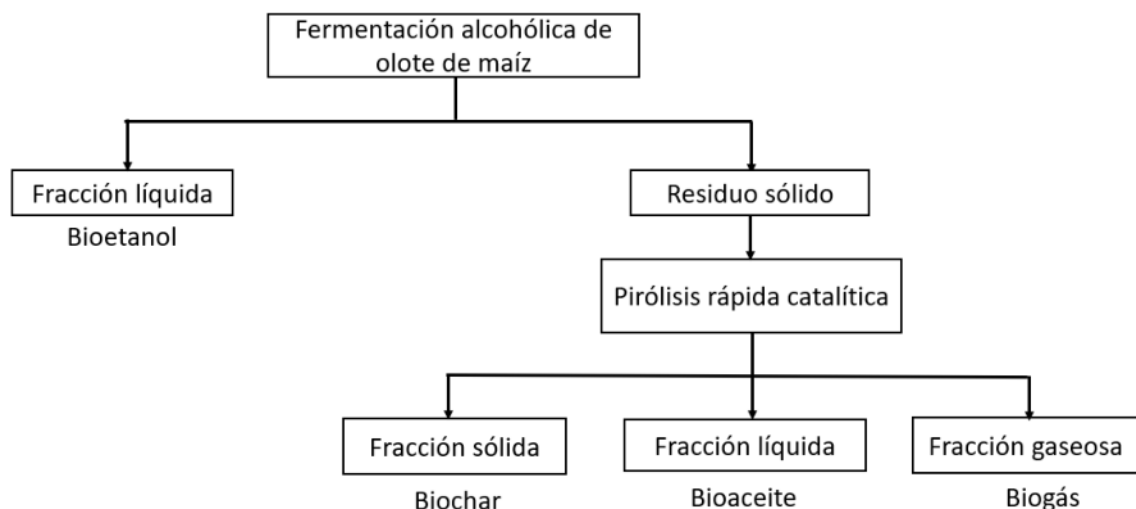 Fermentación alcohólica de
olote de maíz
Fracción líquida
Bioetanol
Residuo sólido
Pirólisis rápida catalítica
Fracción sólida
Biochar
Fracción líquida
Bioaceite
Fracción gaseosa
Biogás